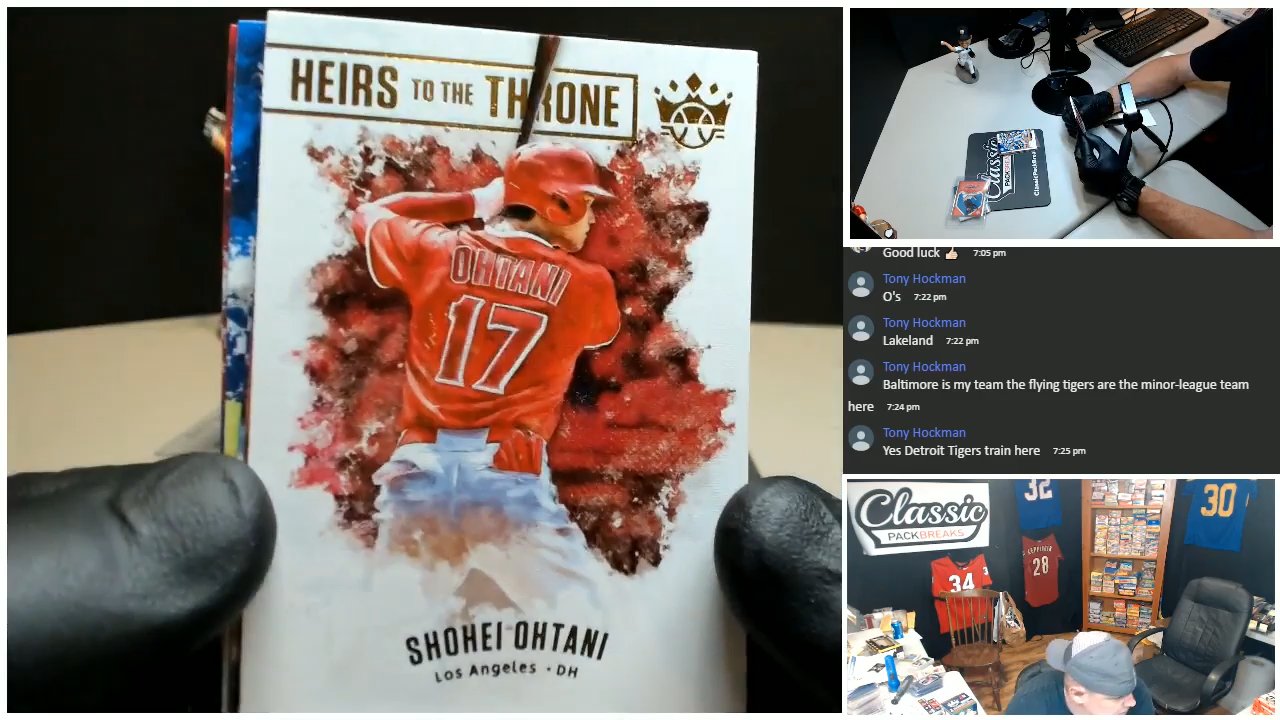 HEIRS TO THE THRONE
OHTANI
17
SHOHEI OHTANI
Los Angeles • DH
Classic
Good luck 👍🏻 7:05 pm
Tony Hockman
O's 7:22 pm
Tony Hockman
Lakeland 7:22 pm
Tony Hockman
Baltimore is my team the flying tigers are the minor-league team
here 7:24 pm
Tony Hockman
Yes Detroit Tigers train here 7:25 pm
Classic
PACKBREAKS
32
30
34
28